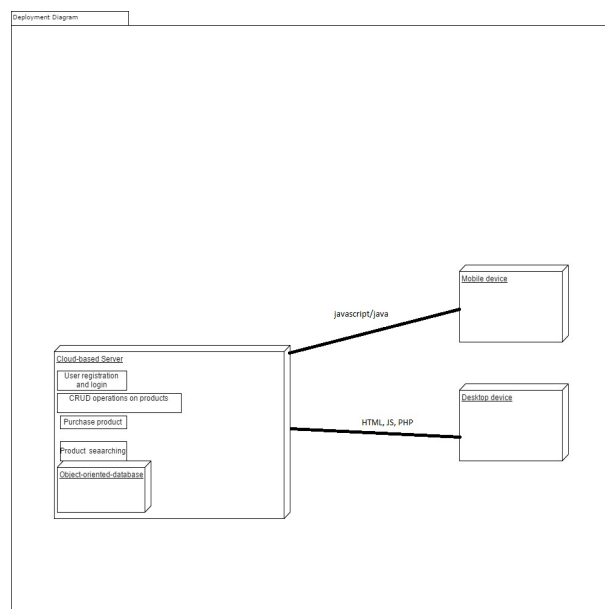 Deployment Diagram
Mobile device
javascript/java
Cloud-based Server
User registration
and login
CRUD operations on products
Purchase product
Product seaarching
Object-oriented-database
Desktop device
HTML, JS, PHP